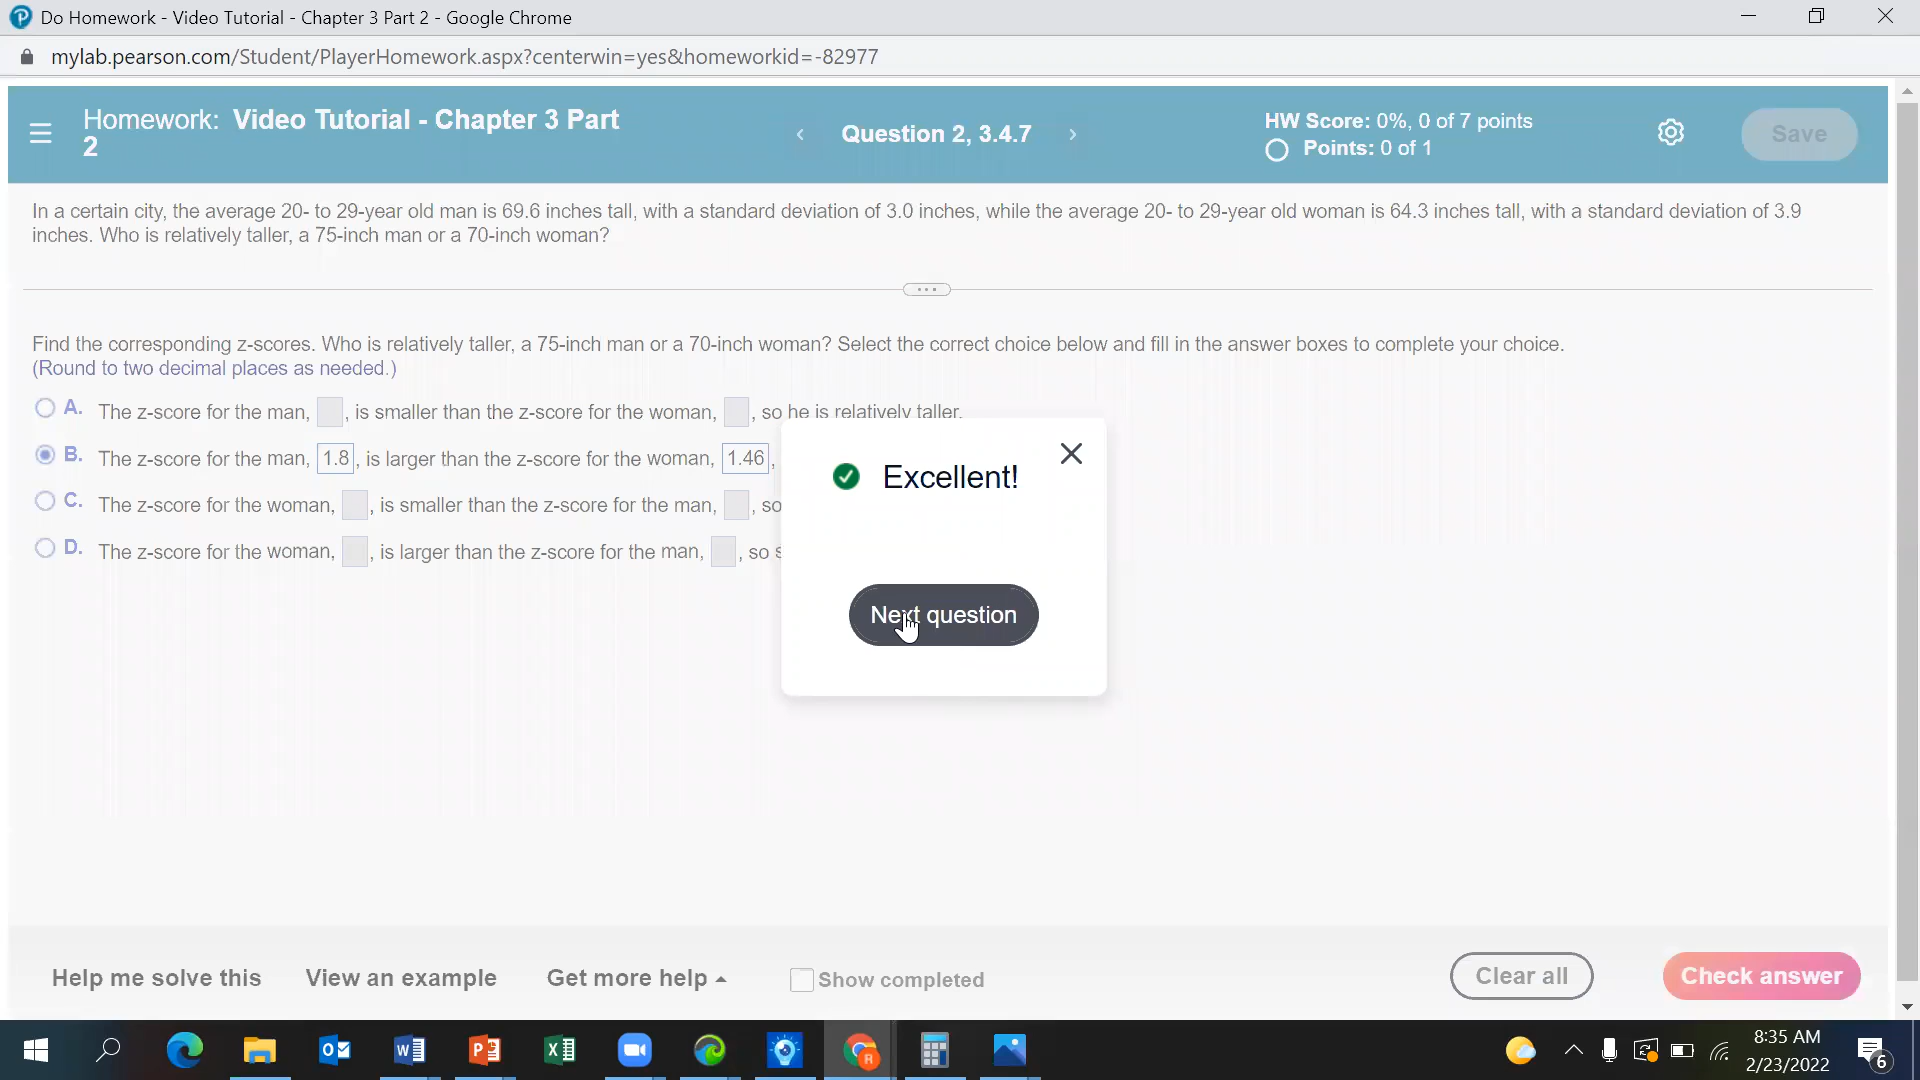 Do Homework - Video Tutorial - Chapter 3 Part 2 - Google Chrome
mylab.pearson.com/Student/PlayerHomework.aspx?centerwin=yes&homeworkid=-82977
Homework: Video Tutorial - Chapter 3 Part
2
Question 2, 3.4.7
HW Score: 0%, 0 of 7 points
Points: 0 of 1
Save
In a certain city, the average 20- to 29-year old man is 69.6 inches tall, with a standard deviation of 3.0 inches, while the average 20- to 29-year old woman is 64.3 inches tall, with a standard deviation of 3.9
inches. Who is relatively taller, a 75-inch man or a 70-inch woman?
Find the corresponding z-scores. Who is relatively taller, a 75-inch man or a 70-inch woman? Select the correct choice below and fill in the answer boxes to complete your choice.
(Round to two decimal places as needed.)
A. The z-score for the man, , is smaller than the z-score for the woman, , so he is relatively taller.
B. The z-score for the man, 1.8, is larger than the z-score for the woman, 1.46,
C. The z-score for the woman, , is smaller than the z-score for the man, , so
D. The z-score for the woman, , is larger than the z-score for the man, , so s
Excellent!
Next question
Help me solve this
View an example
Get more help
Show completed
Clear all
Check answer
8:35 AM
2/23/2022
6